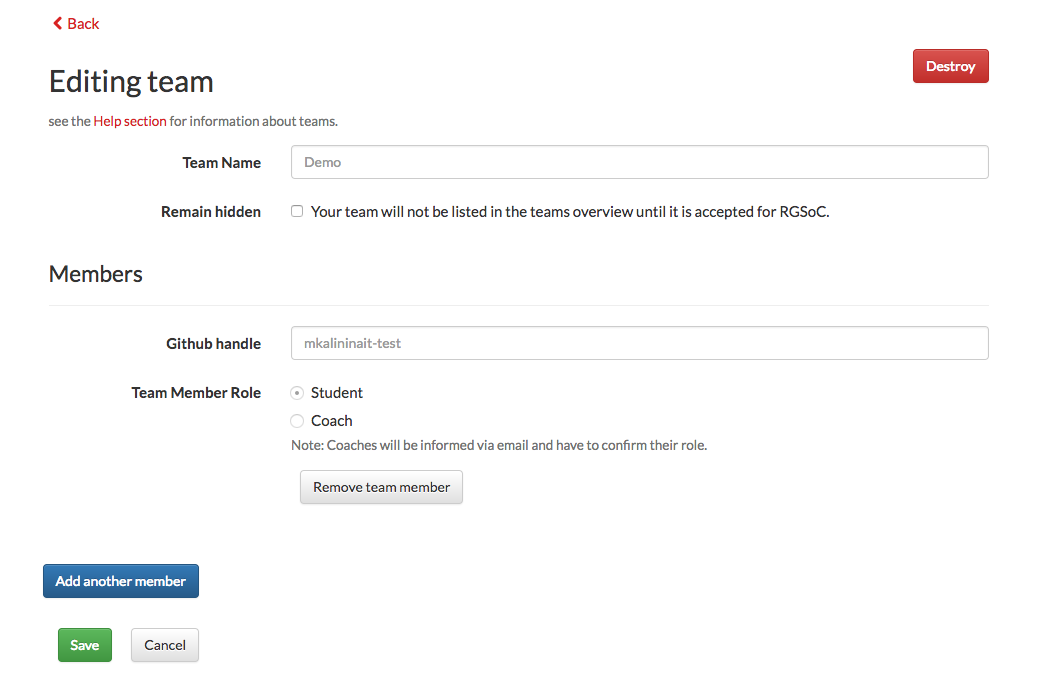 Back
Destroy
Editing team
see the Help section for information about teams.
Team Name
Demo
Remain hidden
Your team will not be listed in the teams overview until it is accepted for RGSoC.
Members
Github handle
mkalininait-test
Team Member Role
Student
Coach
Note: Coaches will be informed via email and have to confirm their role.
Remove team member
Add another member
Save
Cancel